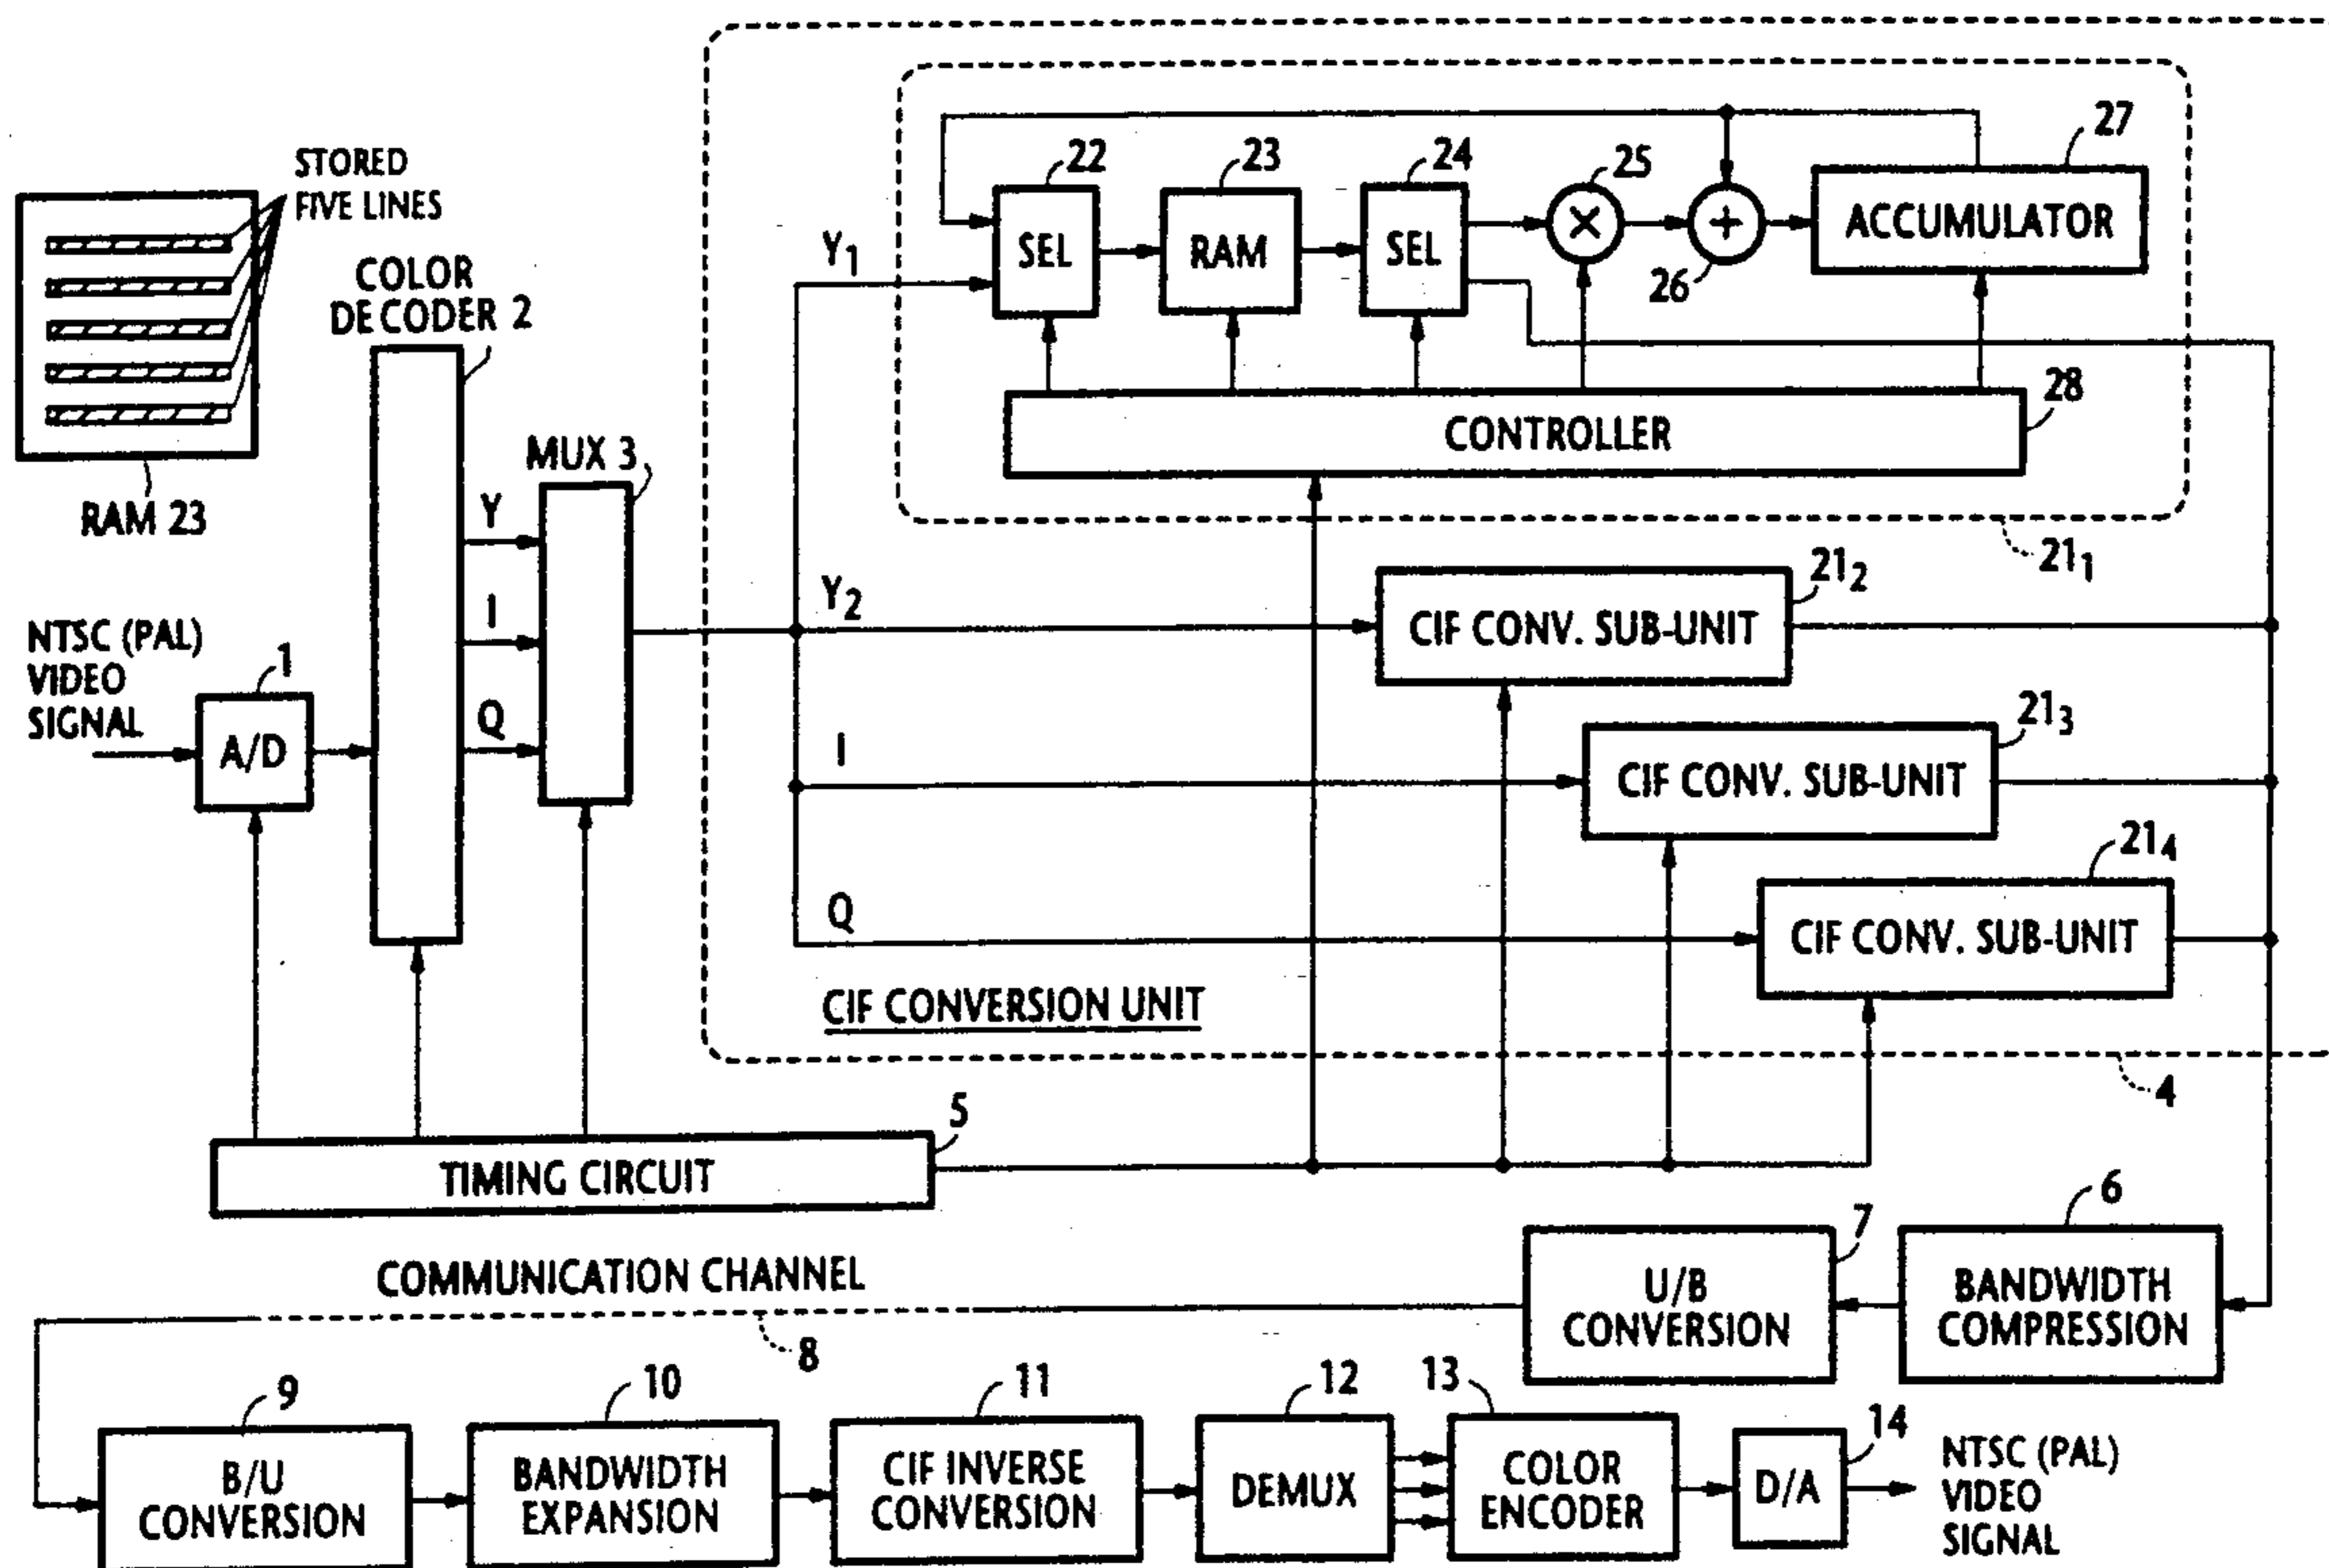 STORED
FIVE LINES
RAM 23
COLOR
DECODER 2
MUX 3
Y
I
Q
NTSC (PAL)
VIDEO
SIGNAL
1
A/D
Y1
22
SEL
23
RAM
24
SEL
25
×
+
26
27
ACCUMULATOR
28
CONTROLLER
211
Y2
212
CIF CONV. SUB-UNIT
I
213
CIF CONV. SUB-UNIT
Q
214
CIF CONV. SUB-UNIT
CIF CONVERSION UNIT
4
5
TIMING CIRCUIT
6
BANDWIDTH
COMPRESSION
7
U/B
CONVERSION
COMMUNICATION CHANNEL
8
9
B/U
CONVERSION
10
BANDWIDTH
EXPANSION
11
CIF INVERSE
CONVERSION
12
DEMUX
13
COLOR
ENCODER
14
D/A
NTSC (PAL)
VIDEO
SIGNAL